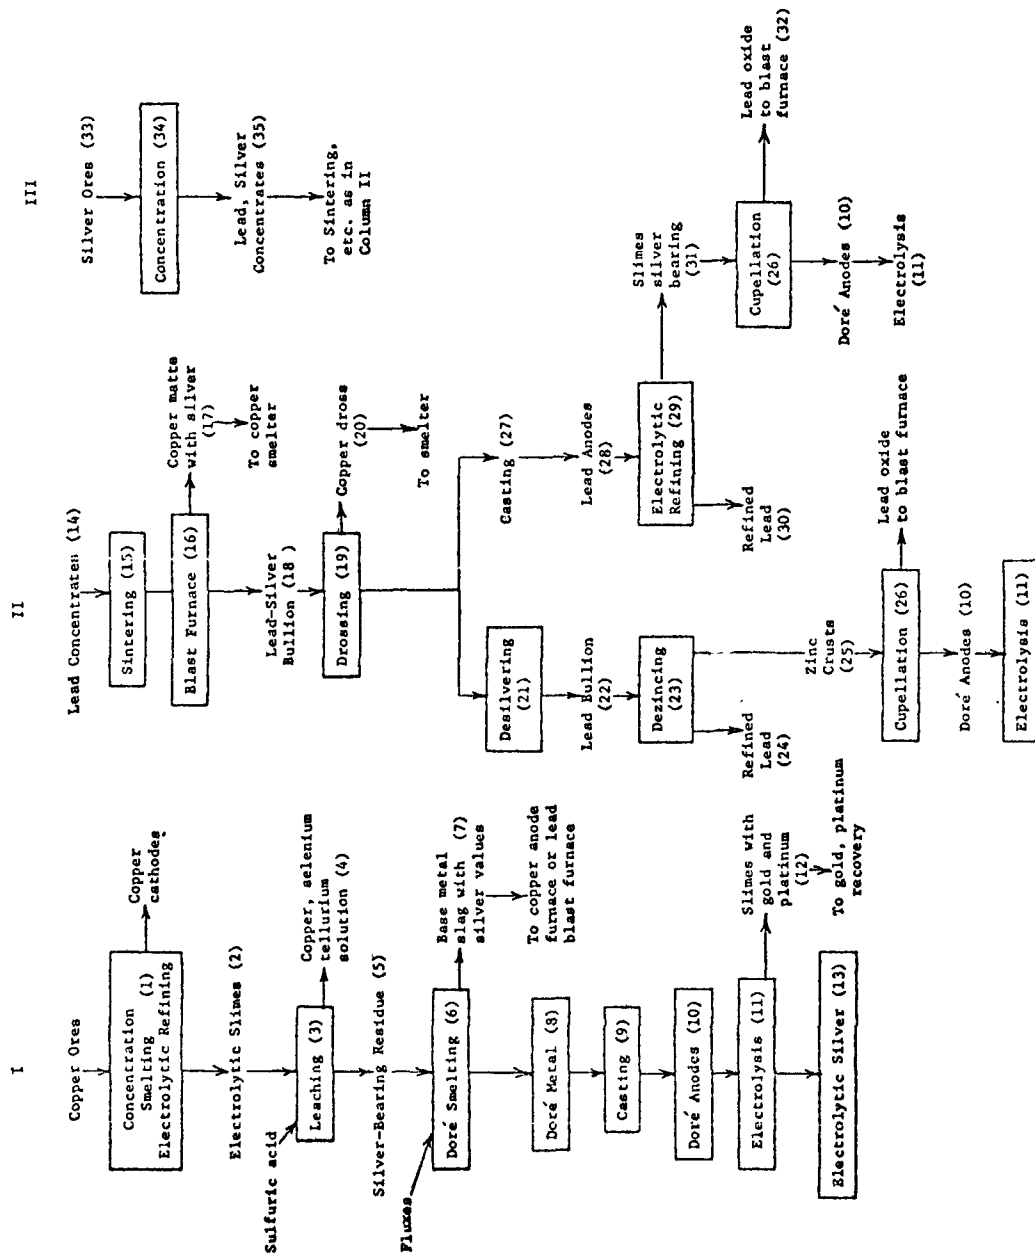 I
Copper Ores
Concentration (1)
Smelting
Electrolytic Refining
Copper
cathodes
Electrolytic Slimes (2)
Sulfuric acid
Leaching (3)
Copper, selenium
tellurium
solution (4)
Silver-Bearing Residue (5)
Fluxes
Doré Smelting (6)
Base metal
slag with (7)
silver values
To copper anode
furnace or lead
blast furnace
Doré Metal (8)
Casting (9)
Doré Anodes (10)
Electrolysis (11)
Slimes with
gold and
platinum
(12)
To gold, platinum
recovery
Electrolytic Silver (13)
II
Lead Concentrates (14)
Sintering (15)
Blast Furnace (16)
Copper matte
with silver
(17)
To copper
smelter
Lead-Silver
Bullion (18)
Drossing (19)
Copper dross
(20)
To smelter
Desilvering
(21)
Lead Bullion
(22)
Dezincing
(23)
Refined
Lead
(24)
Zinc
Crusts
(25)
Cupellation (26)
Lead oxide
to blast furnace
Doré Anodes (10)
Electrolysis (11)
Casting (27)
Lead Anodes
(28)
Electrolytic
Refining (29)
Refined
Lead
(30)
Slimes
silver
bearing
(31)
Cupellation
(26)
Lead oxide
to blast
furnace (32)
Doré Anodes (10)
Electrolysis
(11)
III
Silver Ores (33)
Concentration (34)
Lead, Silver
Concentrates (35)
To Sintering,
etc. as in
Column II